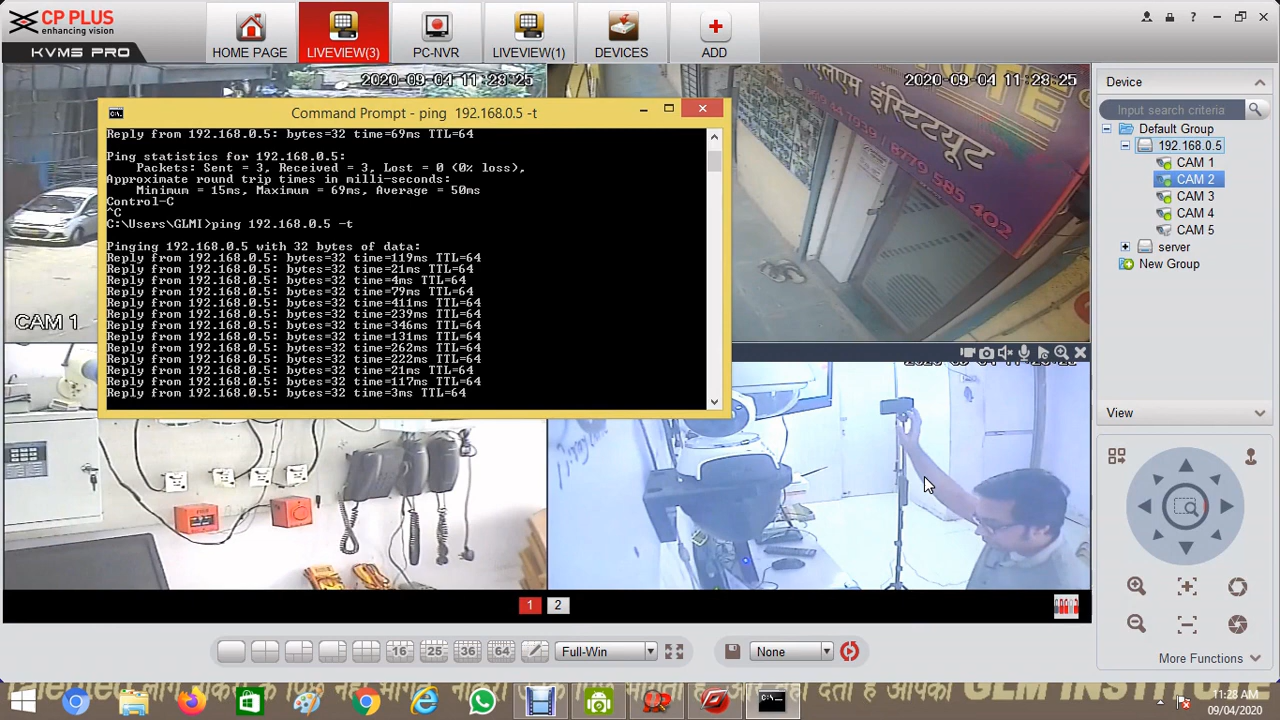 CP PLUS
enhancing vision
KVMS PRO
HOME PAGE
LIVEVIEW(3)
PC-NVR
LIVEVIEW(1)
DEVICES
ADD
2020-09-04 11:28:25
2020-09-04 11:28:25
Command Prompt - ping 192.168.0.5 -t
Reply from 192.168.0.5: bytes=32 time=69ms TTL=64
Ping statistics for 192.168.0.5:
Packets: Sent = 3, Received = 3, Lost = 0 (0% loss),
Approximate round trip times in milli-seconds:
Minimum = 15ms, Maximum = 69ms, Average = 50ms
Control-C
^C
C:\Users\GLMI>ping 192.168.0.5 -t
Pinging 192.168.0.5 with 32 bytes of data:
Reply from 192.168.0.5: bytes=32 time=119ms TTL=64
Reply from 192.168.0.5: bytes=32 time=21ms TTL=64
Reply from 192.168.0.5: bytes=32 time=4ms TTL=64
Reply from 192.168.0.5: bytes=32 time=79ms TTL=64
Reply from 192.168.0.5: bytes=32 time=411ms TTL=64
Reply from 192.168.0.5: bytes=32 time=239ms TTL=64
Reply from 192.168.0.5: bytes=32 time=346ms TTL=64
Reply from 192.168.0.5: bytes=32 time=131ms TTL=64
Reply from 192.168.0.5: bytes=32 time=262ms TTL=64
Reply from 192.168.0.5: bytes=32 time=222ms TTL=64
Reply from 192.168.0.5: bytes=32 time=21ms TTL=64
Reply from 192.168.0.5: bytes=32 time=117ms TTL=64
Reply from 192.168.0.5: bytes=32 time=3ms TTL=64
CAM 1
इंस्टिट्यूट
8770 385 402
Device
Input search criteria
Default Group
192.168.0.5
CAM 1
CAM 2
CAM 3
CAM 4
CAM 5
server
New Group
View
More Functions
1
2
16
25
36
64
Full-Win
None
GLM INSTITUTE
11:28 AM
09/04/2020